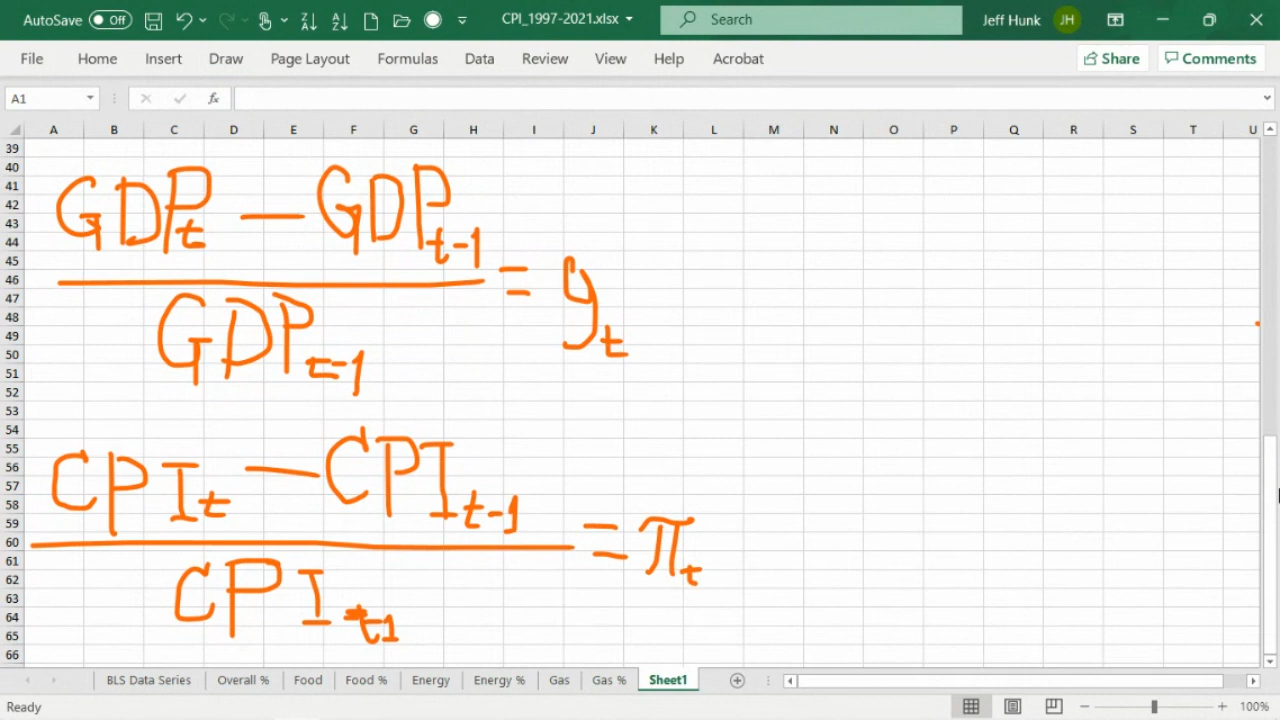 AutoSave Off CPI_1997-2021.xlsx Search Jeff Hunk JH
File Home Insert Draw Page Layout Formulas Data Review View Help Acrobat Share Comments
A1 fx
A B C D E F G H I J K L M N O P Q R S T U
39
40
41
42
43
44
45
46
47
48
49
50
51
52
53
54
55
56
57
58
59
60
61
62
63
64
65
66
GDPt — GDPt-1
= gt
GDPt-1
CPIt — CPIt-1
= πt
CPI-t1
BLS Data Series Overall % Food Food % Energy Energy % Gas Gas % Sheet1
Ready 100%